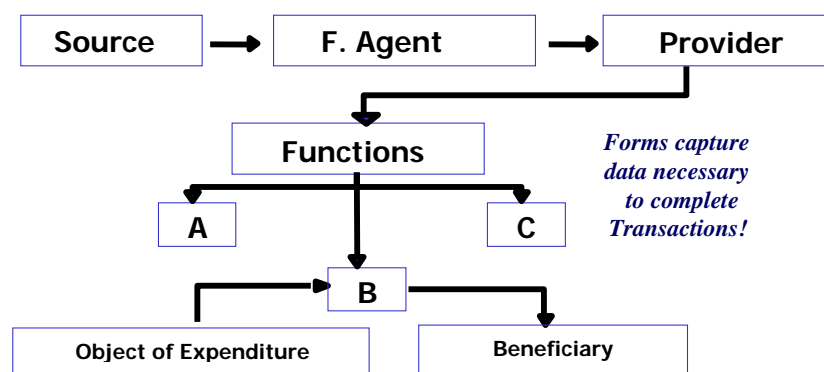 Source
F. Agent
Provider
Functions
Forms capture
data necessary
to complete
Transactions!
A
C
B
Object of Expenditure
Beneficiary